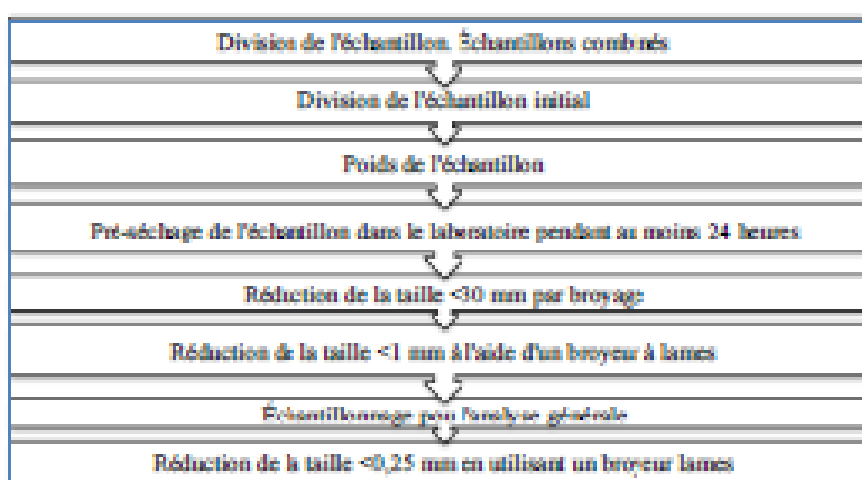 Division de l'échantillon. Échantillons combinés
Division de l'échantillon initial
Poids de l'échantillon
Pré-séchage de l'échantillon dans le laboratoire pendant au moins 24 heures
Réduction de la taille <30 mm par broyage
Réduction de la taille <1 mm à l'aide d'un broyeur à lames
Échantillonnage pou l'analyse générale
Réduction de la taille <0,25 mm en utilisant un broyeur lames